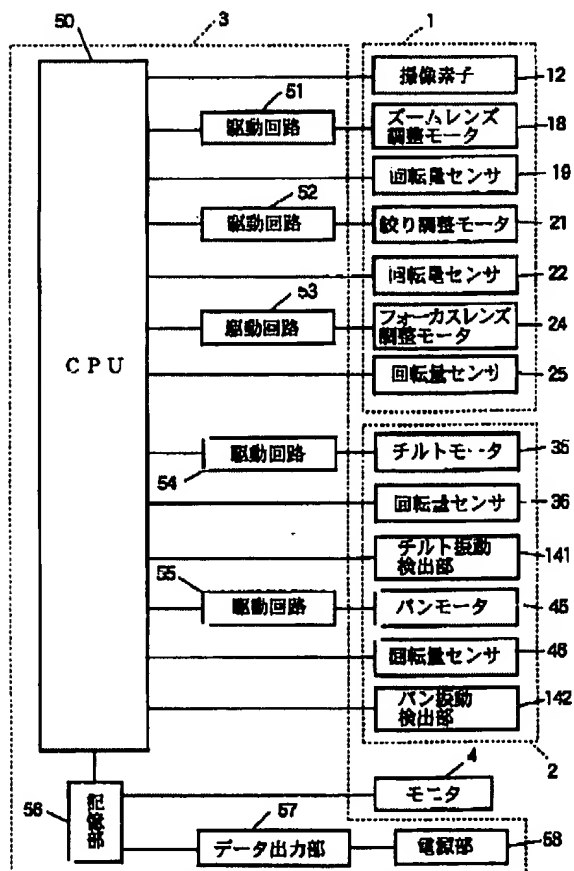 50
3
1
撮像素子
12
51
駆動回路
ズームレンズ
調整モータ
18
回転量センサ
19
52
駆動回路
絞り調整モータ
21
回転量センサ
22
53
駆動回路
フォーカスレンズ
調整モータ
24
CPU
回転量センサ
25
駆動回路
54
チルトモータ
35
回転量センサ
36
チルト振動
検出部
141
55
駆動回路
パンモータ
45
回転量センサ
46
パン振動
検出部
142
2
4
モニタ
56
記録部
57
データ出力部
電源部
58